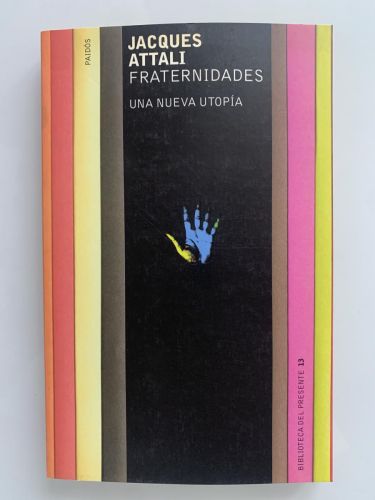 PAIDÓS
JACQUES
ATTALI
FRATERNIDADES
UNA NUEVA UTOPÍA
BIBLIOTECA DEL PRESENTE 13